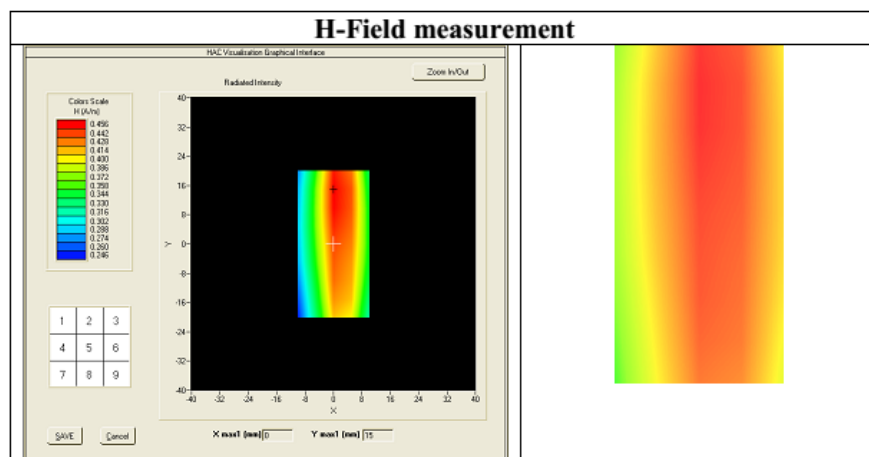 H-Field measurement
HAC Visualisation Graphical Interface
Zoom In/Out
Radiated Intensity
Colors Scale
H (A/m)
0.456
0.442
0.428
0.414
0.400
0.386
0.372
0.358
0.344
0.330
0.316
0.302
0.288
0.274
0.260
0.246
40
32
24
16
8
0
-8
-16
-24
-32
-40
Y
-40 -32 -24 -16 -8 0 8 16 24 32 40
X
1 2 3
4 5 6
7 8 9
SAVE Cancel
X max1 (mm) 0 Y max1 (mm) 15